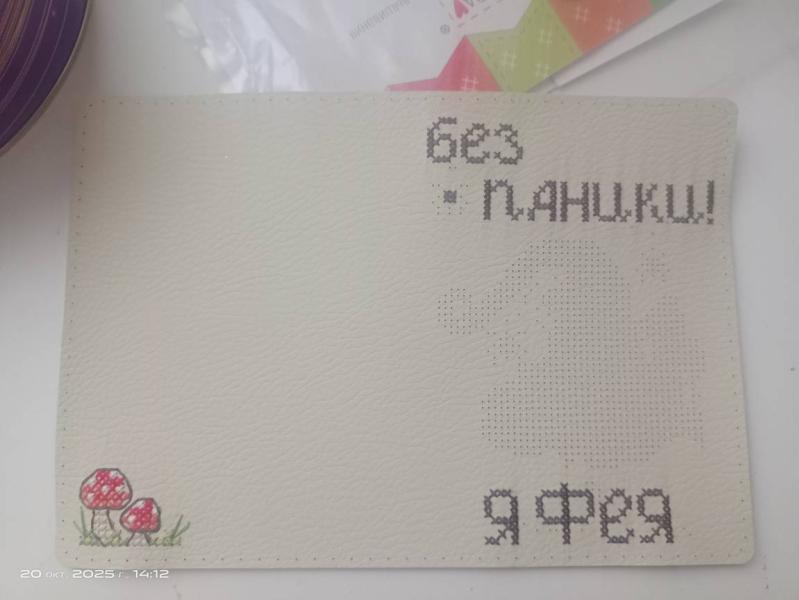 Без
ПАНИКИ!
Я ФЕЯ
20 окт. 2025 г. 14:12